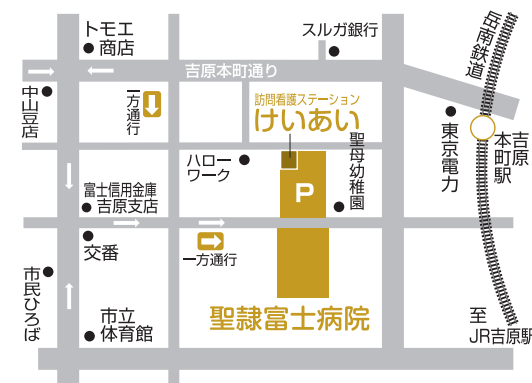 トモエ
商店
スルガ銀行
岳南鉄道
吉原本町通り
中山豆店
一方通行
訪問看護ステーション
けいあい
聖母幼稚園
東京電力
吉原
本町駅
ハロー
ワーク
P
富士信用金庫
吉原支店
交番
一方通行
市民ひろば
市立
体育館
聖隷富士病院
至
JR吉原駅